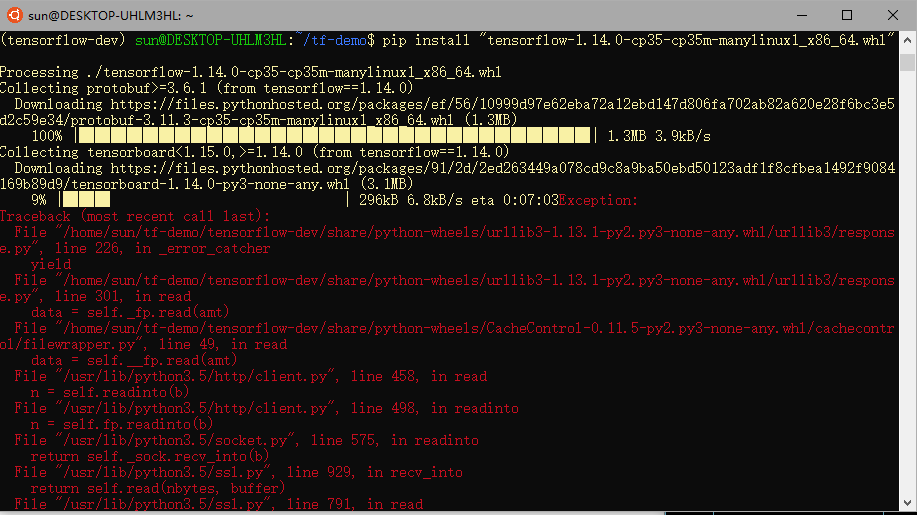 sun@DESKTOP-UHLM3HL: ~
(tensorflow-dev) sun@DESKTOP-UHLM3HL:~/tf-demo$ pip install "tensorflow-1.14.0-cp35-cp35m-manylinux1_x86_64.whl"
Processing ./tensorflow-1.14.0-cp35-cp35m-manylinux1_x86_64.whl
Collecting protobuf>=3.6.1 (from tensorflow==1.14.0)
Downloading https://files.pythonhosted.org/packages/ef/56/10999d97e62eba72a12ebd147d806fa702ab82a620e28f6bc3e5
d2c59e34/protobuf-3.11.3-cp35-cp35m-manylinux1_x86_64.whl (1.3MB)
100% |████████████████████████████████| 1.3MB 3.9kB/s
Collecting tensorboard<1.15.0,>=1.14.0 (from tensorflow==1.14.0)
Downloading https://files.pythonhosted.org/packages/91/2d/2ed263449a078cd9c8a9ba50ebd50123adf1f8cfbea1492f9084
169b89d9/tensorboard-1.14.0-py3-none-any.whl (3.1MB)
9% |███ | 296kB 6.8kB/s eta 0:07:03Exception:
Traceback (most recent call last):
File "/home/sun/tf-demo/tensorflow-dev/share/python-wheels/urllib3-1.13.1-py2.py3-none-any.whl/urllib3/respons
e.py", line 226, in _error_catcher
yield
File "/home/sun/tf-demo/tensorflow-dev/share/python-wheels/urllib3-1.13.1-py2.py3-none-any.whl/urllib3/respons
e.py", line 301, in read
data = self._fp.read(amt)
File "/home/sun/tf-demo/tensorflow-dev/share/python-wheels/CacheControl-0.11.5-py2.py3-none-any.whl/cachecontr
ol/filewrapper.py", line 49, in read
data = self.__fp.read(amt)
File "/usr/lib/python3.5/http/client.py", line 458, in read
n = self.readinto(b)
File "/usr/lib/python3.5/http/client.py", line 498, in readinto
n = self.fp.readinto(b)
File "/usr/lib/python3.5/socket.py", line 575, in readinto
return self._sock.recv_into(b)
File "/usr/lib/python3.5/ssl.py", line 929, in recv_into
return self.read(nbytes, buffer)
File "/usr/lib/python3.5/ssl.py", line 791, in read